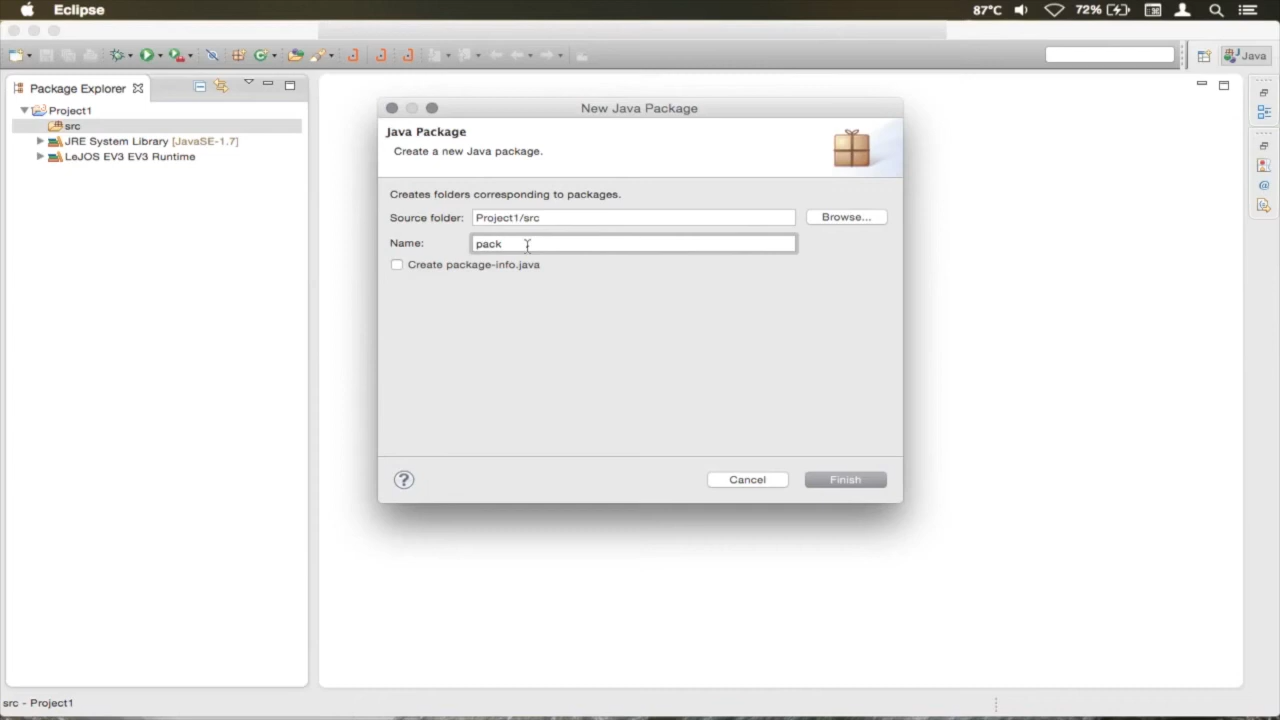 Eclipse
87°C
72%
Java
Package Explorer
Project1
src
JRE System Library [JavaSE-1.7]
LeJOS EV3 EV3 Runtime
New Java Package
Java Package
Create a new Java package.
Creates folders corresponding to packages.
Source folder: Project1/src Browse...
Name: pack
Create package-info.java
? Cancel Finish
src - Project1